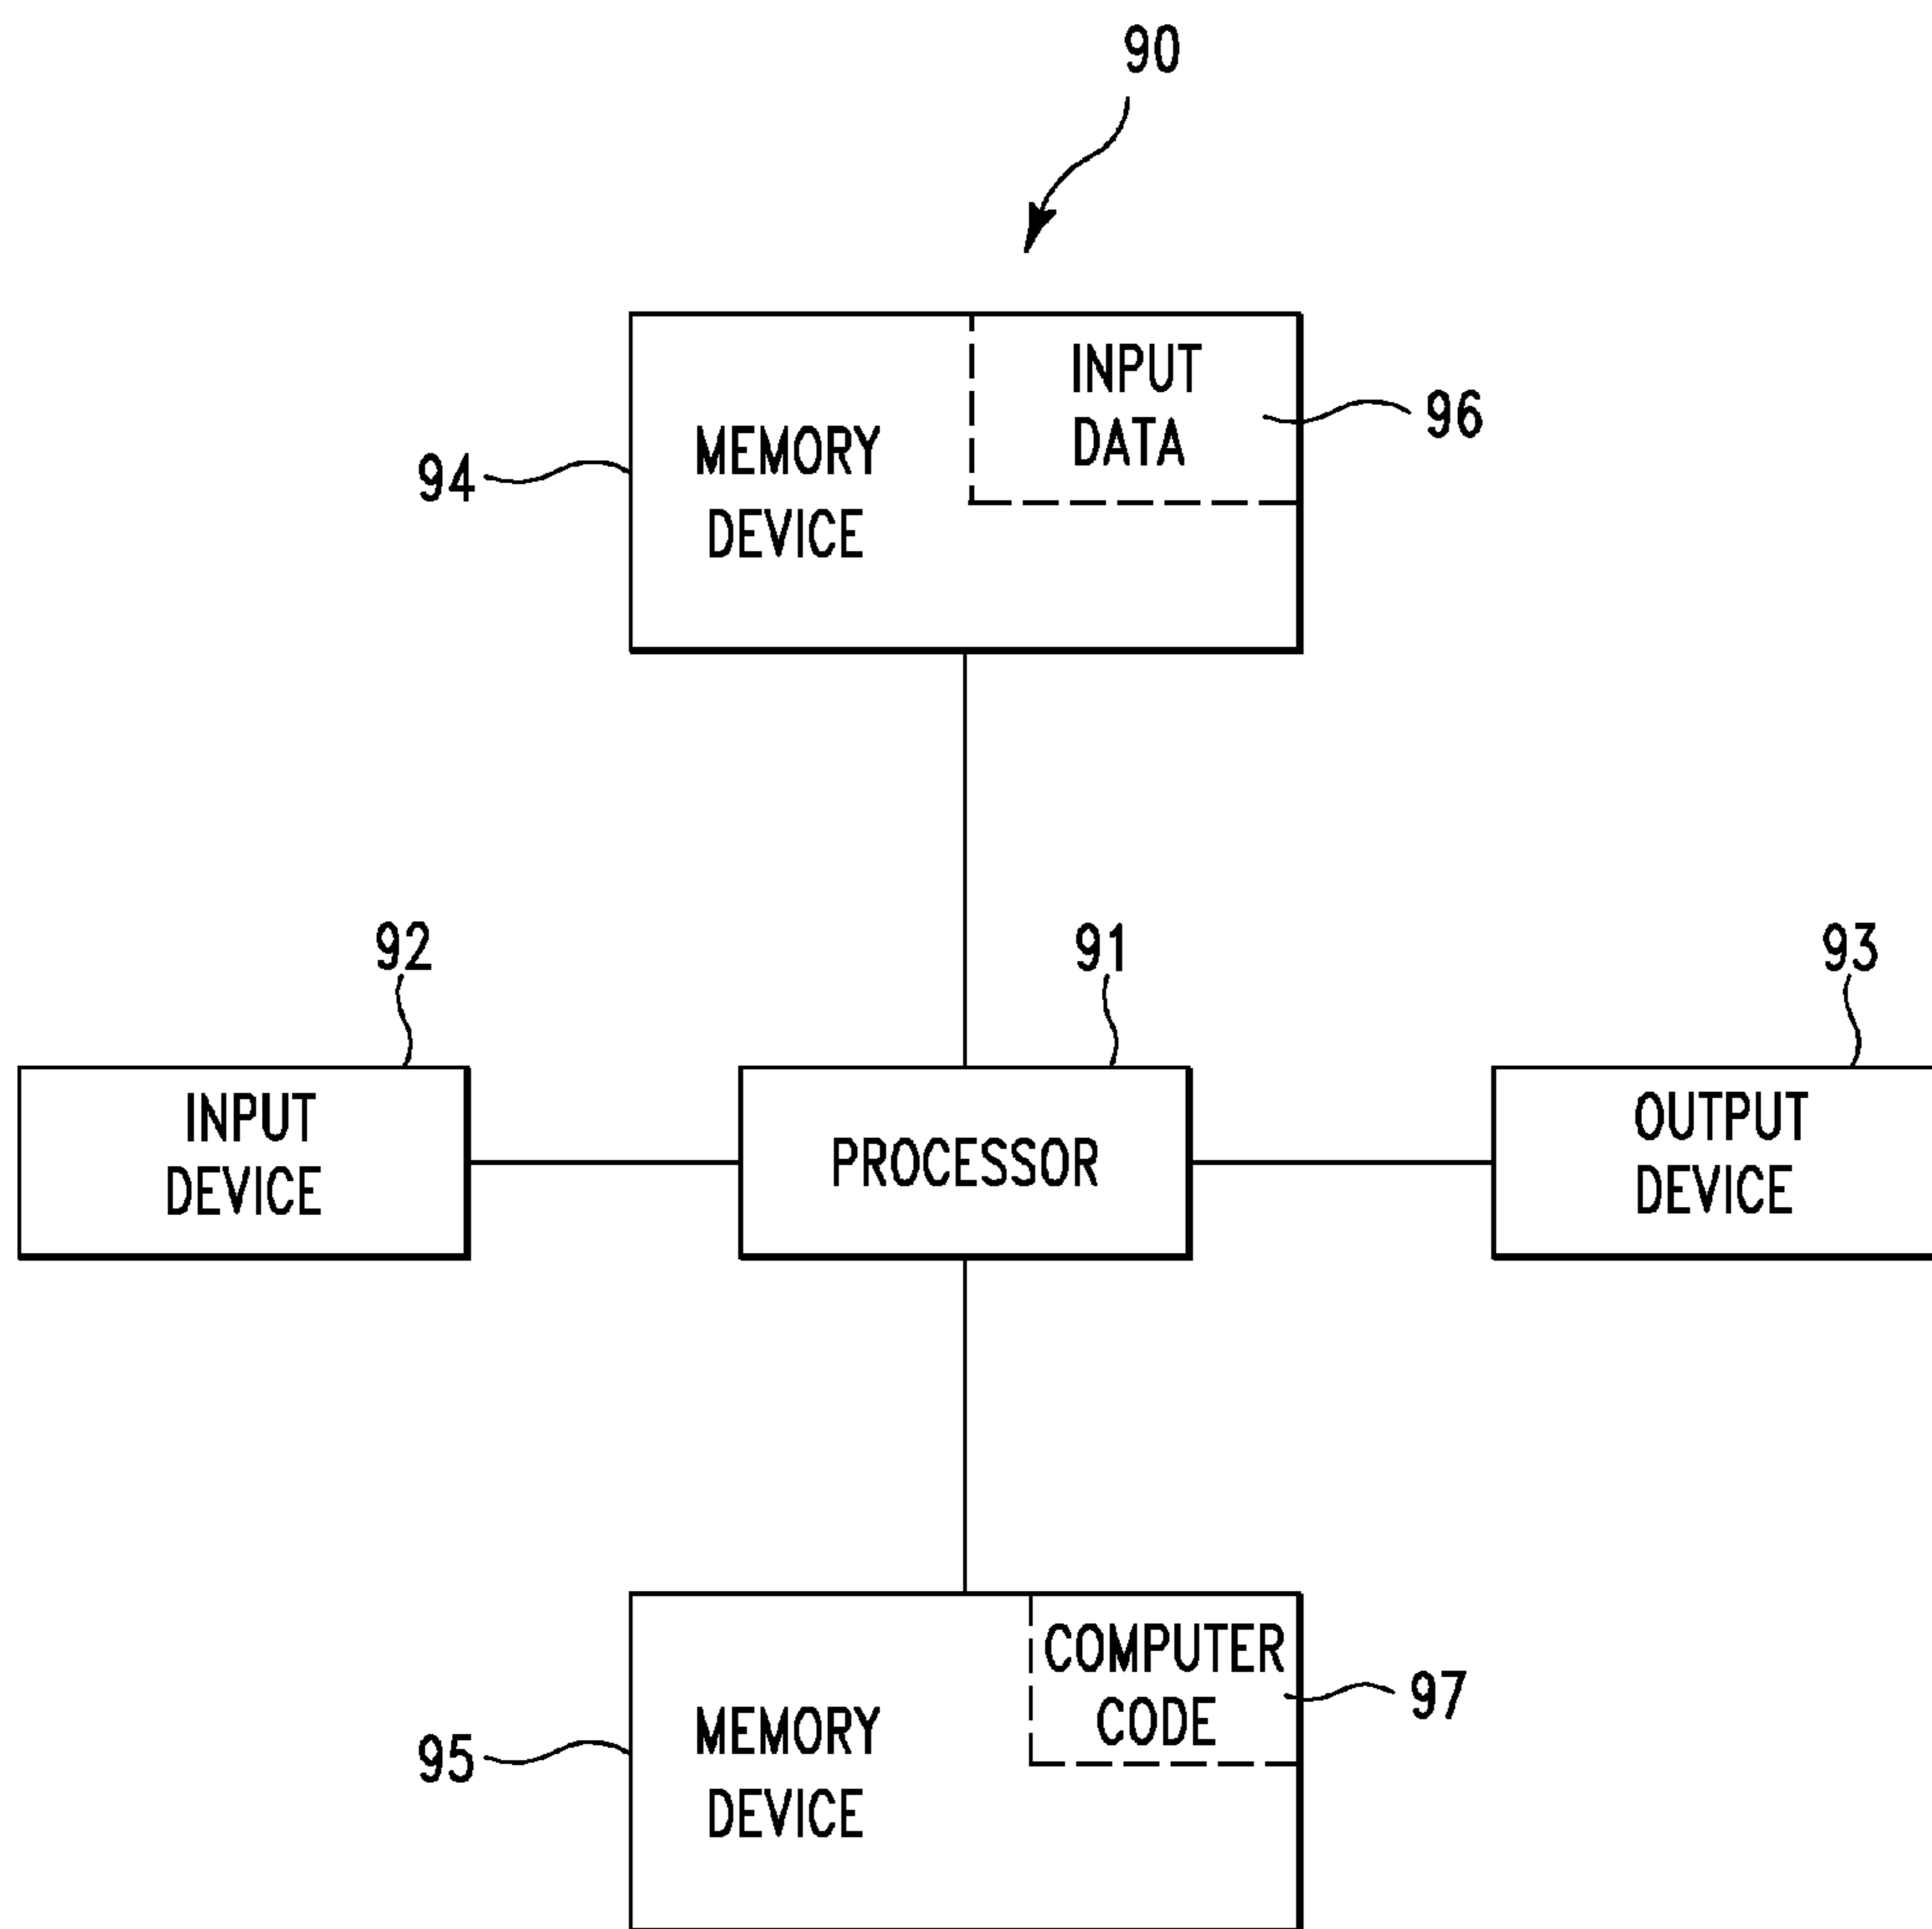 90
INPUT
DATA
96
MEMORY
DEVICE
94
92
91
93
INPUT
DEVICE
PROCESSOR
OUTPUT
DEVICE
COMPUTER
CODE
97
MEMORY
DEVICE
95